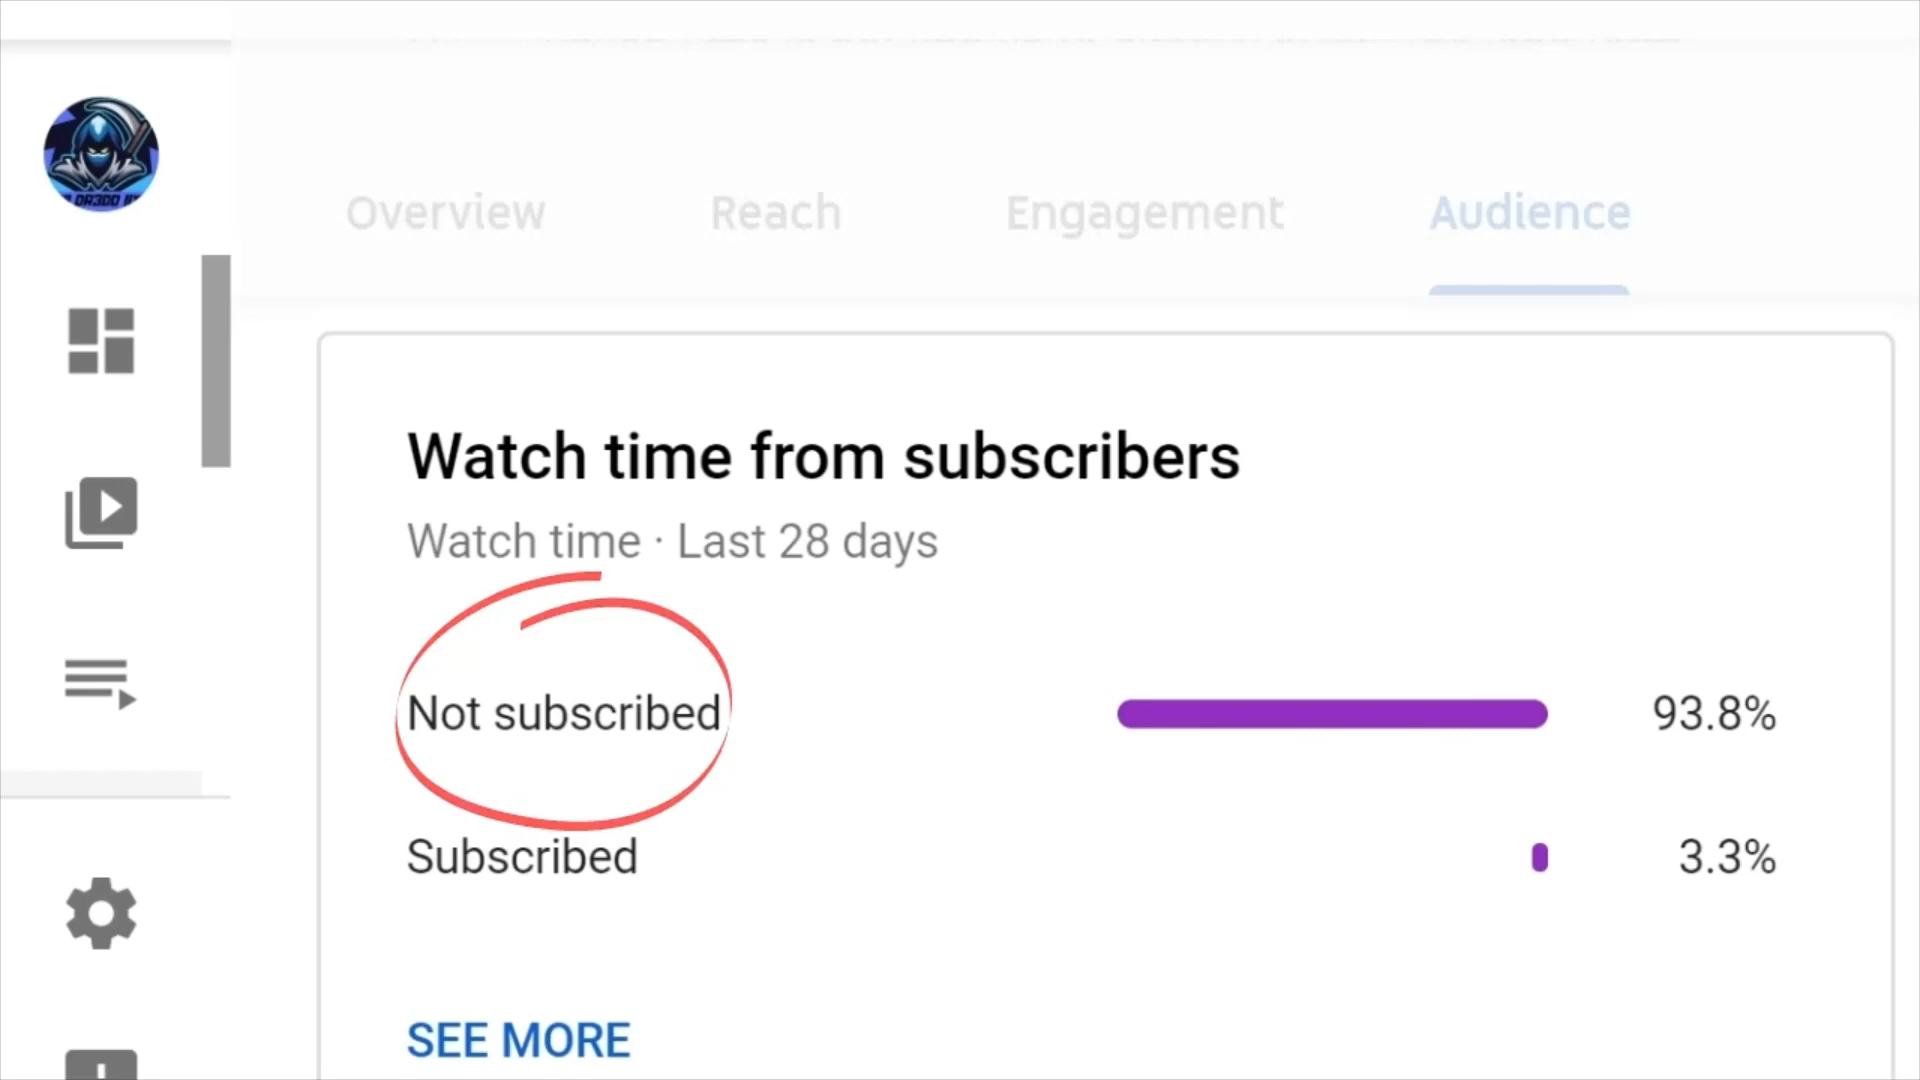 Overview Reach Engagement Audience
Watch time from subscribers
Watch time · Last 28 days
Not subscribed 93.8%
Subscribed 3.3%
SEE MORE